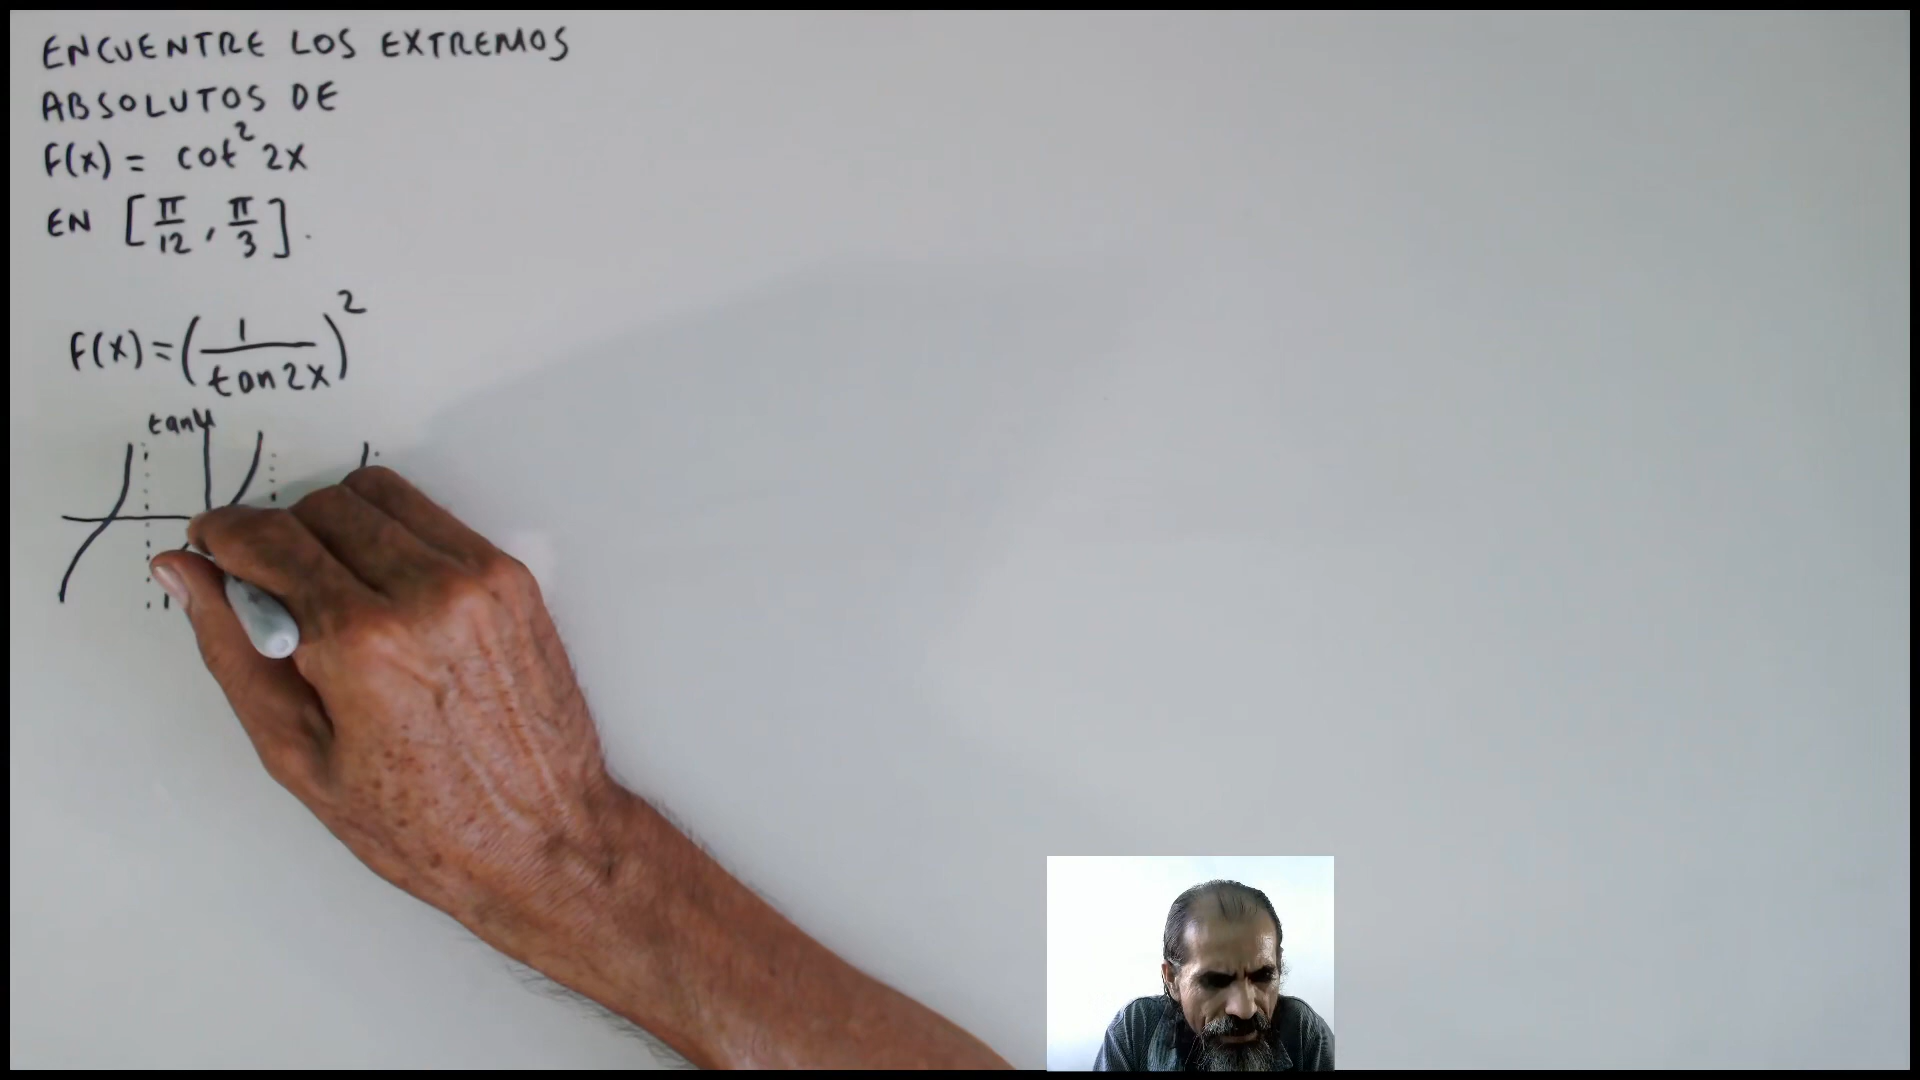 ENCUENTRE LOS EXTREMOS
ABSOLUTOS DE
F(x) = cot² 2x
EN [π/12, π/3].
F(x) = (1/tan 2x)²
tan u